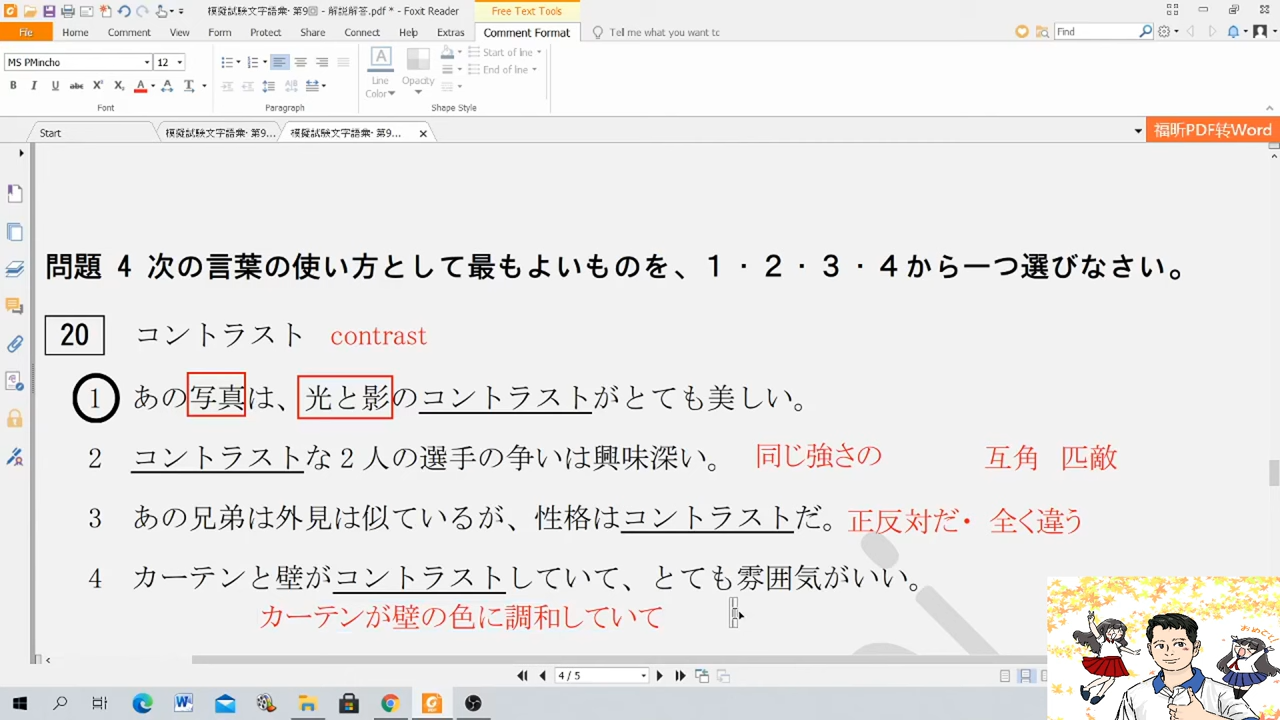 模擬試験文字語彙- 第9回 - 解説解答.pdf * - Foxit Reader
Free Text Tools
File Home Comment View Form Protect Share Connect Help Extras Comment Format Tell me what you want tc Find
MS PMincho 12
Start of line
End of line
Line Color
Opacity
Font Paragraph Shape Style
Start 模擬試験文字語彙- 第9... 模擬試験文字語彙- 第9...
福昕PDF转Word
問題 4 次の言葉の使い方として最もよいものを、1・2・3・4から一つ選びなさい。
20 コントラスト contrast
1 あの写真は、光と影のコントラストがとても美しい。
2 コントラストな2人の選手の争いは興味深い。 同じ強さの 互角 匹敵
3 あの兄弟は外見は似ているが、性格はコントラストだ。 正反対だ・ 全く違う
4 カーテンと壁がコントラストしていて、とても雰囲気がいい。
カーテンが壁の色に調和していて
おめでとう!
4 / 5